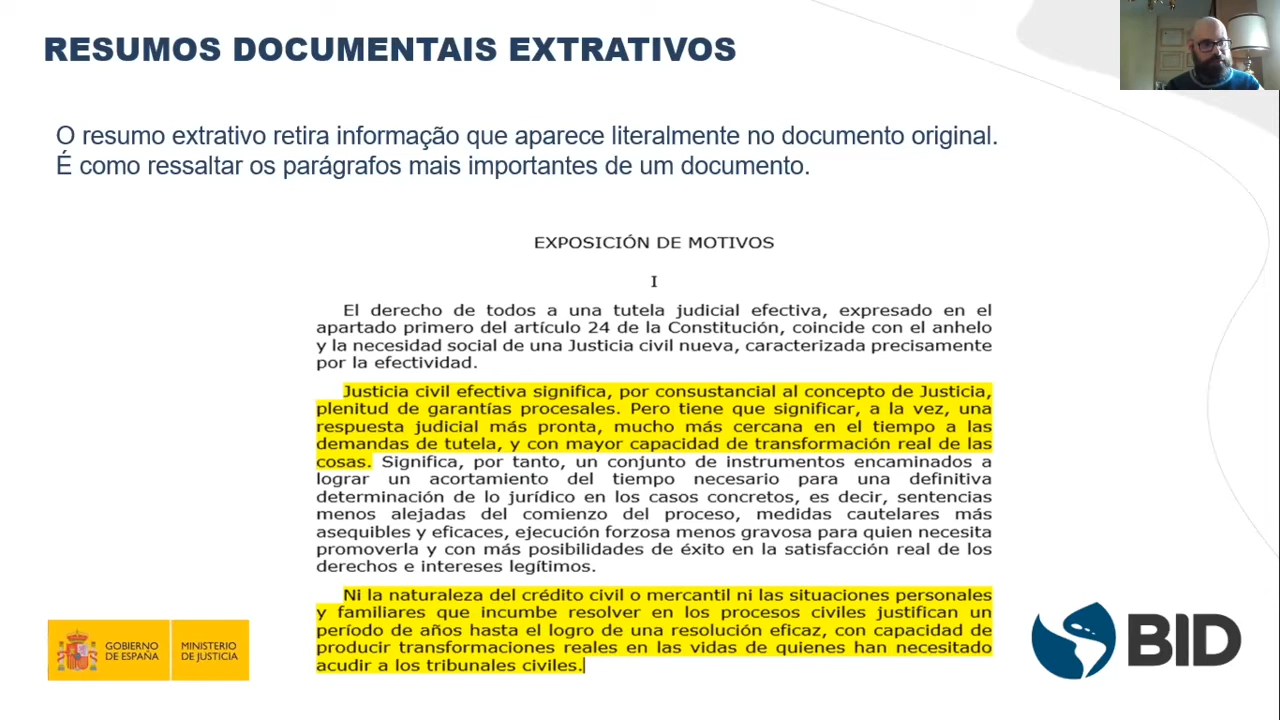 RESUMOS DOCUMENTAIS EXTRATIVOS
O resumo extrativo retira informação que aparece literalmente no documento original.
É como ressaltar os parágrafos mais importantes de um documento.
EXPOSICIÓN DE MOTIVOS
I
El derecho de todos a una tutela judicial efectiva, expresado en el
apartado primero del artículo 24 de la Constitución, coincide con el anhelo
y la necesidad social de una Justicia civil nueva, caracterizada precisamente
por la efectividad.
Justicia civil efectiva significa, por consustancial al concepto de Justicia,
plenitud de garantías procesales. Pero tiene que significar, a la vez, una
respuesta judicial más pronta, mucho más cercana en el tiempo a las
demandas de tutela, y con mayor capacidad de transformación real de las
cosas. Significa, por tanto, un conjunto de instrumentos encaminados a
lograr un acortamiento del tiempo necesario para una definitiva
determinación de lo jurídico en los casos concretos, es decir, sentencias
menos alejadas del comienzo del proceso, medidas cautelares más
asequibles y eficaces, ejecución forzosa menos gravosa para quien necesita
promoverla y con más posibilidades de éxito en la satisfacción real de los
derechos e intereses legítimos.
Ni la naturaleza del crédito civil o mercantil ni las situaciones personales
y familiares que incumbe resolver en los procesos civiles justifican un
período de años hasta el logro de una resolución eficaz, con capacidad de
producir transformaciones reales en las vidas de quienes han necesitado
acudir a los tribunales civiles.
GOBIERNO
DE ESPAÑA
MINISTERIO
DE JUSTICIA
BID